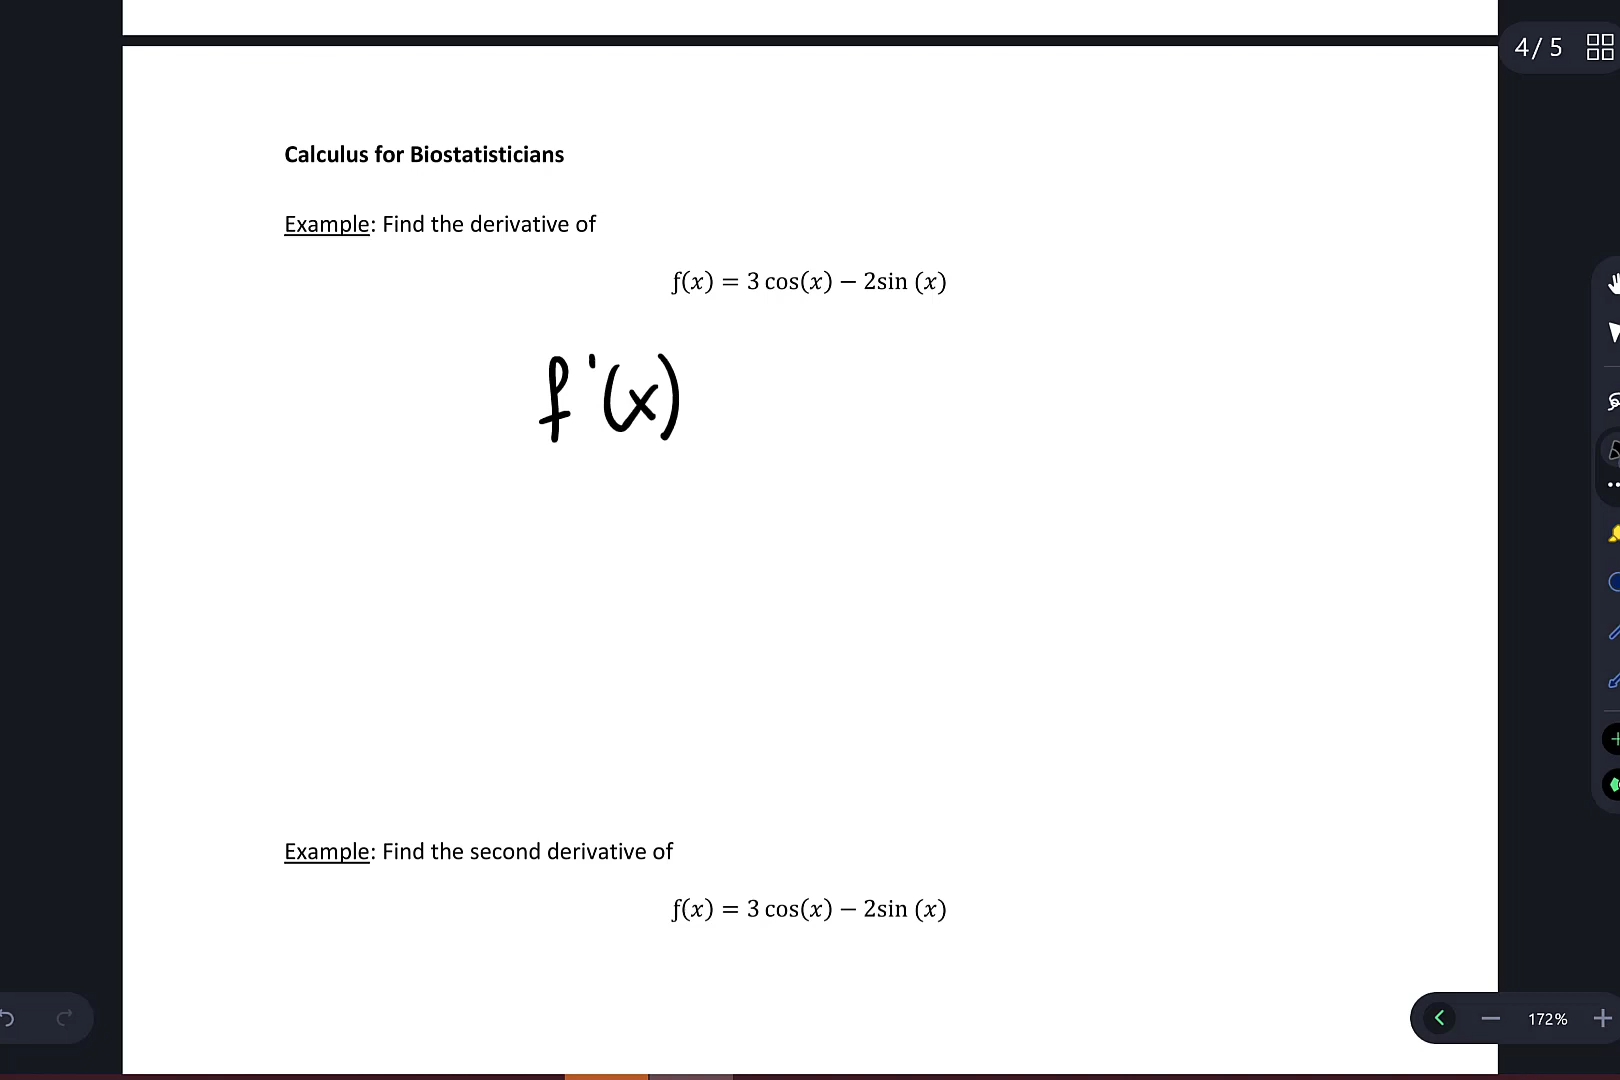 4/5
Calculus for Biostatisticians
Example: Find the derivative of
f(x) = 3 cos(x) − 2sin (x)
f'(x)
Example: Find the second derivative of
f(x) = 3 cos(x) − 2sin (x)
172%